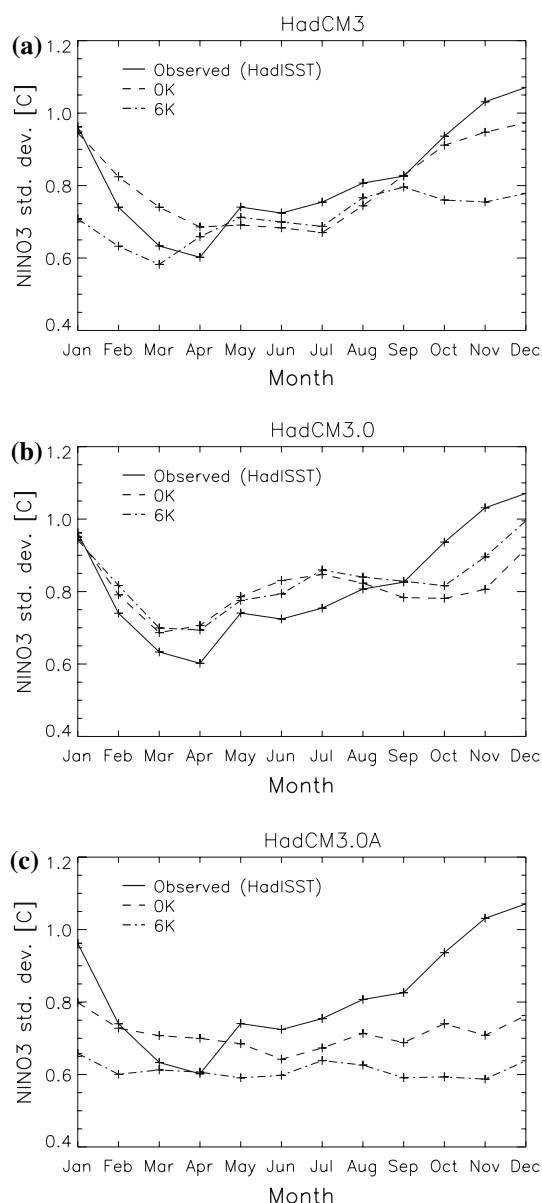 HadCM3
(a)
1.2
1.0
0.8
0.6
0.4
NINO3 std. dev. [C]
Observed (HadISST)
0K
6K
Jan Feb Mar Apr May Jun Jul Aug Sep Oct Nov Dec
Month
HadCM3.0
(b)
1.2
1.0
0.8
0.6
0.4
NINO3 std. dev. [C]
Observed (HadISST)
0K
6K
Jan Feb Mar Apr May Jun Jul Aug Sep Oct Nov Dec
Month
HadCM3.0A
(c)
1.2
1.0
0.8
0.6
0.4
NINO3 std. dev. [C]
Observed (HadISST)
0K
6K
Jan Feb Mar Apr May Jun Jul Aug Sep Oct Nov Dec
Month